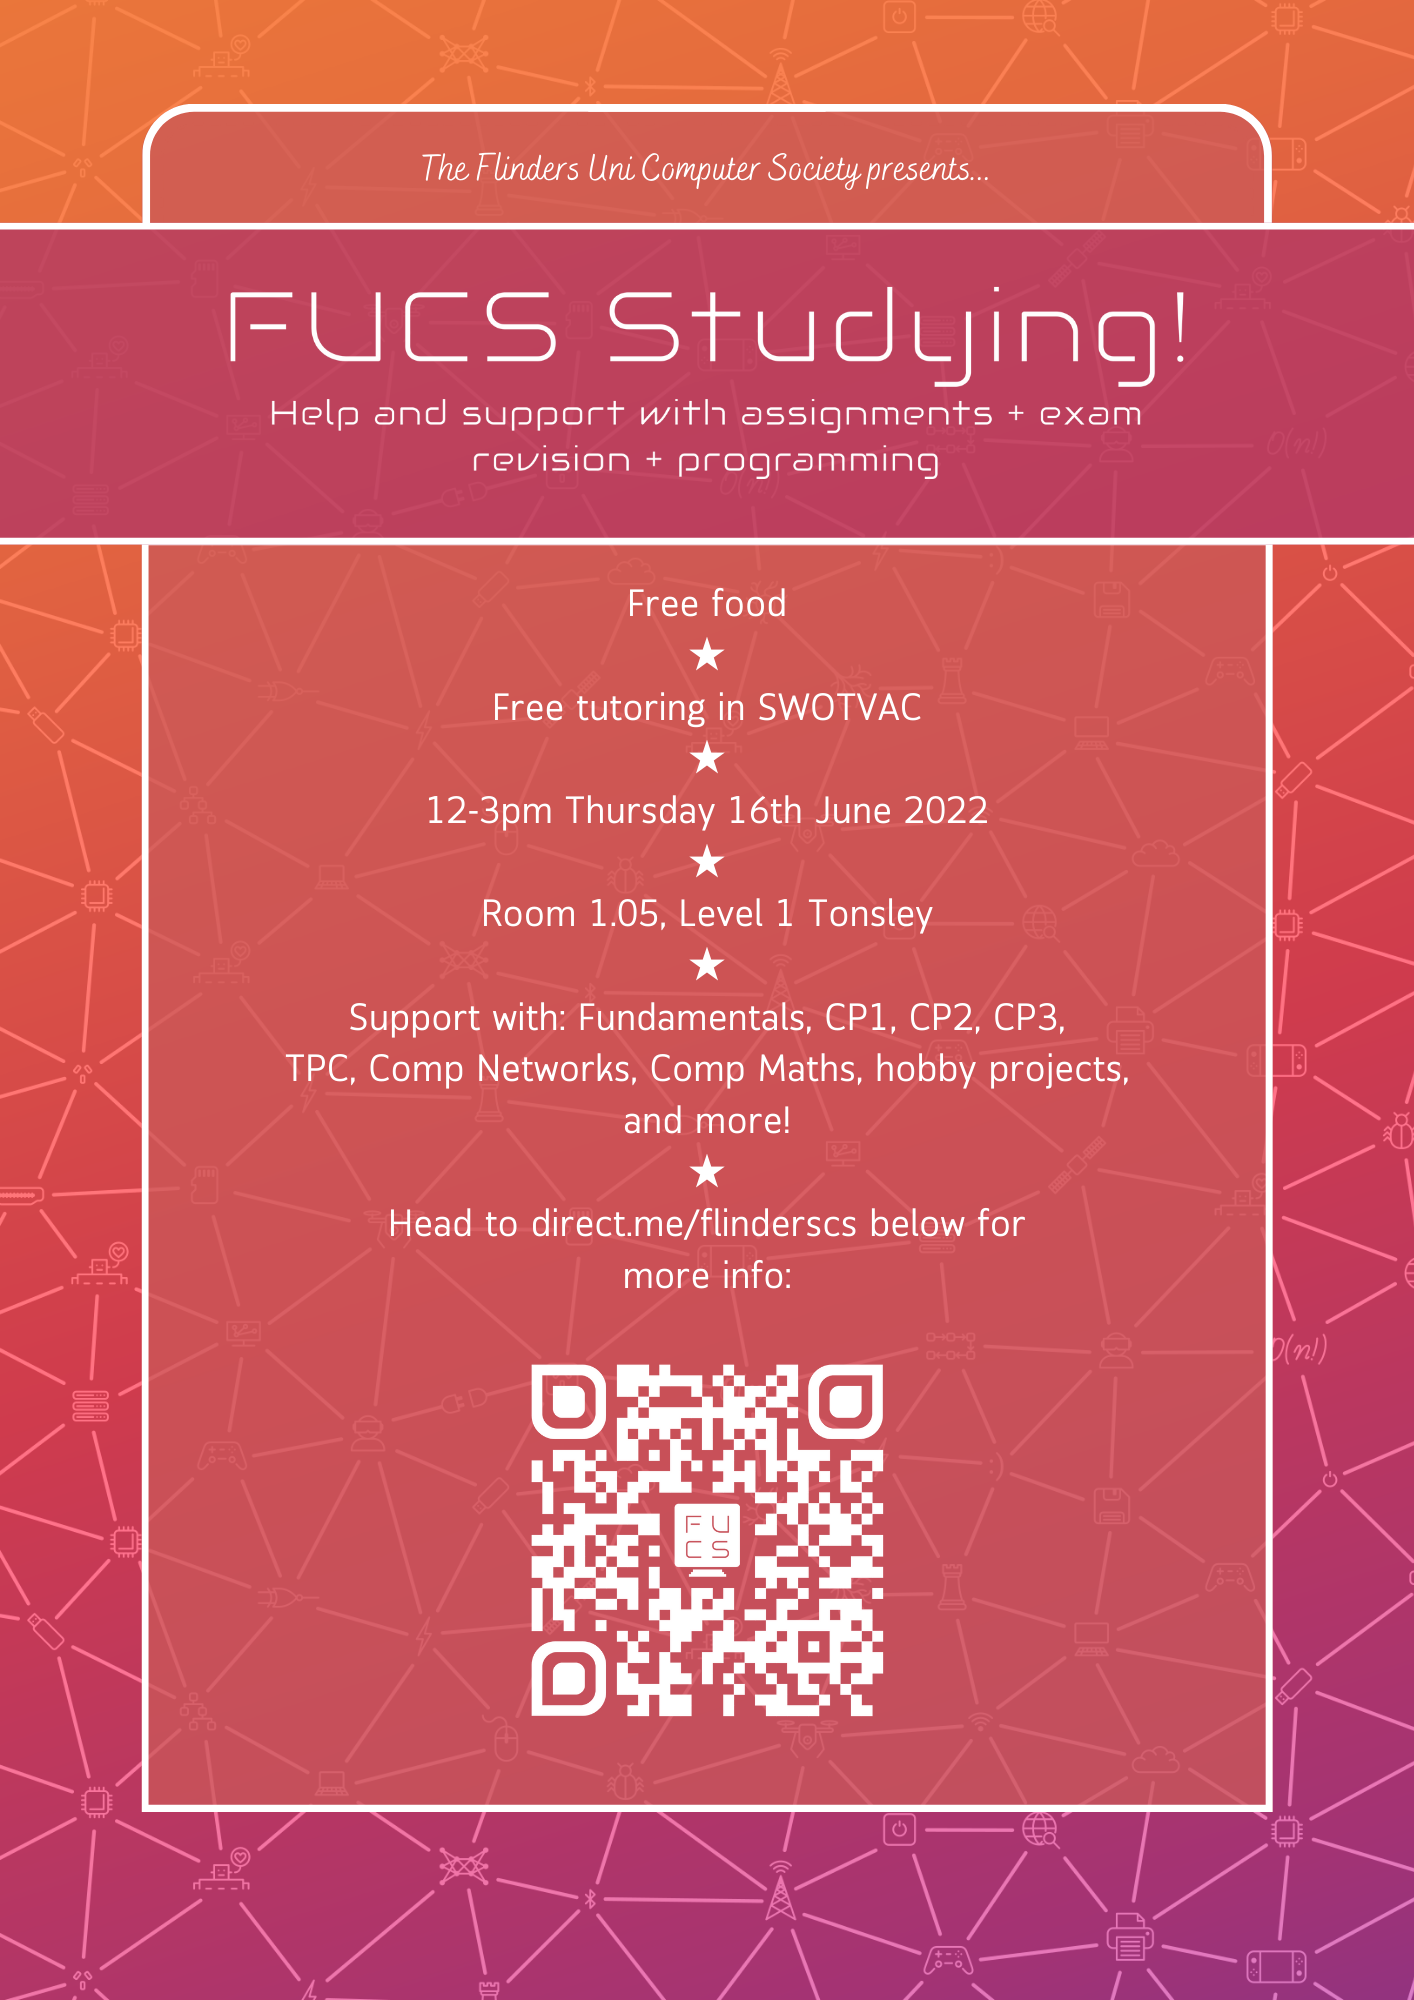 The Flinders Uni Computer Society presents...
FUCS Studying!
Help and support with assignments + exam
revision + programming
Free food
Free tutoring in SWOTVAC
12-3pm Thursday 16th June 2022
Room 1.05, Level 1 Tonsley
Support with: Fundamentals, CP1, CP2, CP3,
TPC, Comp Networks, Comp Maths, hobby projects,
and more!
Head to direct.me/flinderscs below for
more info:
O(n!)
O(n!)
O(n!)
FU
CS